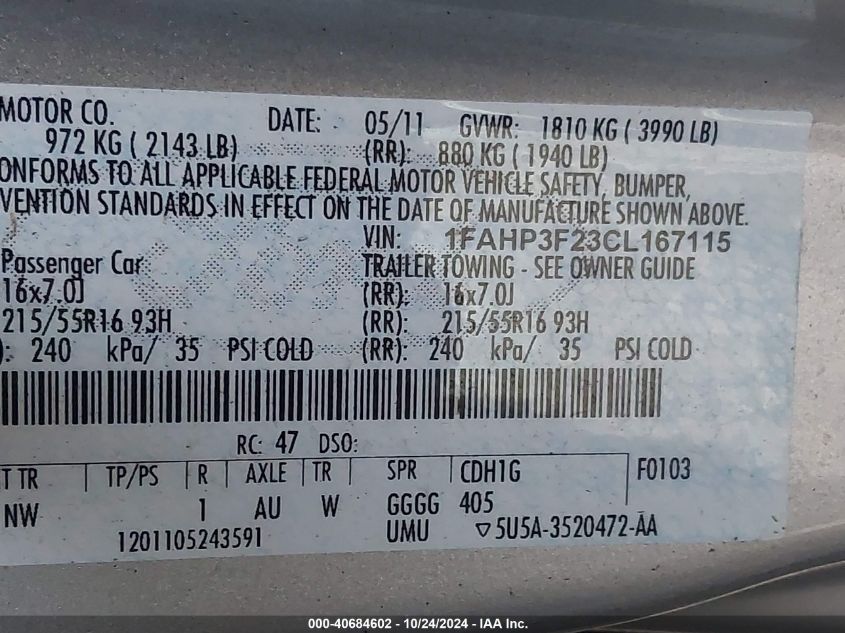 MOTOR CO. DATE: 05/11 GVWR: 1810 KG ( 3990 LB)
972 KG ( 2143 LB) (RR): 880 KG ( 1940 LB)
ONFORMS TO ALL APPLICABLE FEDERAL MOTOR VEHICLE SAFETY, BUMPER,
VENTION STANDARDS IN EFFECT ON THE DATE OF MANUFACTURE SHOWN ABOVE.
VIN: 1FAHP3F23CL167115
Passenger Car TRAILER TOWING - SEE OWNER GUIDE
16x7.0J (RR): 16x7.0J
215/55R16 93H (RR): 215/55R16 93H
): 240 kPa/ 35 PSI COLD (RR): 240 kPa/ 35 PSI COLD
RC: 47 DSO:
T TR TP/PS R AXLE TR SPR CDH1G F0103
NW 1 AU W GGGG 405
1201105243591 UMU ▽5U5A-3520472-AA
000-40684602 - 10/24/2024 - IAA Inc.